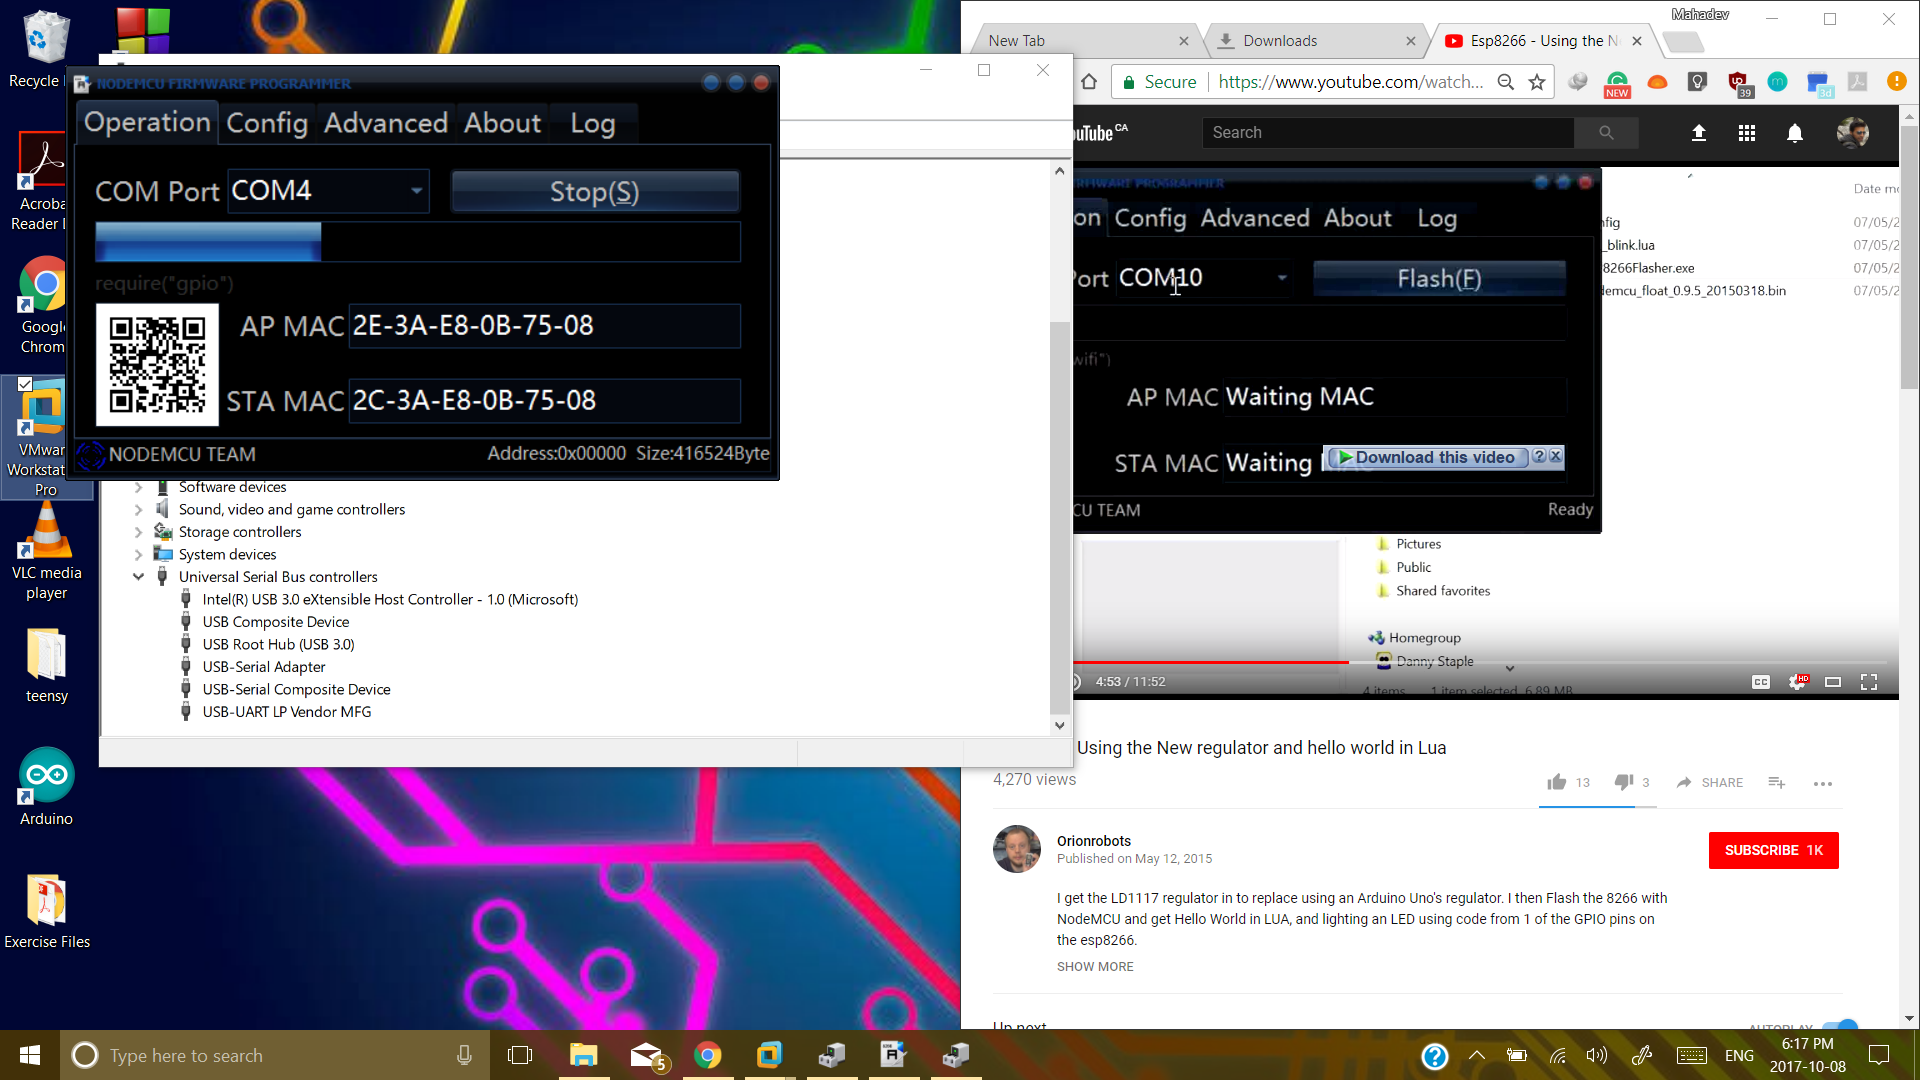 Recycle
Acroba
Reader
Googl
Chrom
VMwar
Workstat
Pro
VLC media
player
teensy
Arduino
Exercise Files
NODEMCU FIRMWARE PROGRAMMER
Operation Config Advanced About Log
COM Port COM4 Stop(S)
require("gpio")
AP MAC 2E-3A-E8-0B-75-08
STA MAC 2C-3A-E8-0B-75-08
NODEMCU TEAM Address:0x00000 Size:416524Byte
Software devices
Sound, video and game controllers
Storage controllers
System devices
Universal Serial Bus controllers
Intel(R) USB 3.0 eXtensible Host Controller - 1.0 (Microsoft)
USB Composite Device
USB Root Hub (USB 3.0)
USB-Serial Adapter
USB-Serial Composite Device
USB-UART LP Vendor MFG
Mahadev
New Tab Downloads Esp8266 - Using the N
Secure https://www.youtube.com/watch...
NEW 39 3d
ouTube CA Search
FIRMWARE PROGRAMMER
on Config Advanced About Log
Port COM10 Flash(F)
wifi")
AP MAC Waiting MAC
STA MAC Waiting
Download this video ? X
CU TEAM Ready
Date mo
nfig 07/05/2
_blink.lua 07/05/2
8266Flasher.exe 07/05/2
demcu_float_0.9.5_20150318.bin 07/05/2
Pictures
Public
Shared favorites
Homegroup
Danny Staple
4 items 1 item selected 6.89 MB
4:53 / 11:52 CC HD
Using the New regulator and hello world in Lua
4,270 views
13 3 SHARE
Orionrobots
Published on May 12, 2015
SUBSCRIBE 1K
I get the LD1117 regulator in to replace using an Arduino Uno's regulator. I then Flash the 8266 with
NodeMCU and get Hello World in LUA, and lighting an LED using code from 1 of the GPIO pins on
the esp8266.
SHOW MORE
Up next AUTOPLAY
Type here to search
5
ENG
6:17 PM
2017-10-08